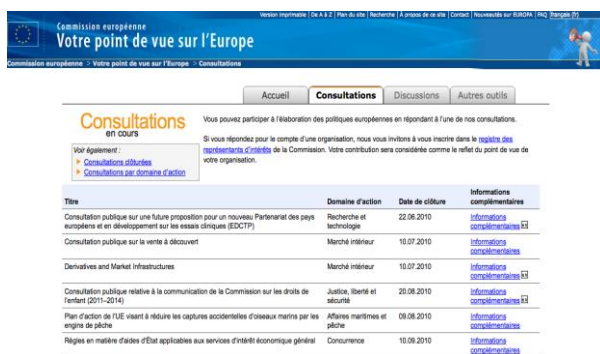 Version imprimable | De A à Z | Plan du site | Recherche | À propos de ce site | Contact | Nouveautés sur EUROPA | FAQ français (fr)
Commission européenne
Votre point de vue sur l'Europe
Commission européenne > Votre point de vue sur l'Europe > Consultations
Accueil Consultations Discussions Autres outils
Consultations
en cours
Voir également :
Consultations clôturées
Consultations par domaine d'action
Vous pouvez participer à l'élaboration des politiques européennes en répondant à l'une de nos consultations.
Si vous répondez pour le compte d'une organisation, nous vous invitons à vous inscrire dans le registre des
représentants d'intérêts de la Commission. Votre contribution sera considérée comme le reflet du point de vue de
votre organisation.
Titre Domaine d'action Date de clôture Informations
complémentaires
Consultation publique sur une future proposition pour un nouveau Partenariat des pays
européens et en développement sur les essais cliniques (EDCTP)
Recherche et
technologie
22.06.2010
Informations
complémentaires
Consultation publique sur la vente à découvert
Marché intérieur
10.07.2010
Informations
complémentaires
Derivatives and Market Infrastructures
Marché intérieur
10.07.2010
Informations
complémentaires
Consultation publique relative à la communication de la Commission sur les droits de
l'enfant (2011–2014)
Justice, liberté et
sécurité
20.08.2010
Informations
complémentaires
Plan d'action de l'UE visant à réduire les captures accidentelles d'oiseaux marins par les
engins de pêche
Affaires maritimes et
pêche
09.08.2010
Informations
complémentaires
Règles en matière d'aides d'État applicables aux services d'intérêt économique général
Concurrence
10.09.2010
Informations
complémentaires